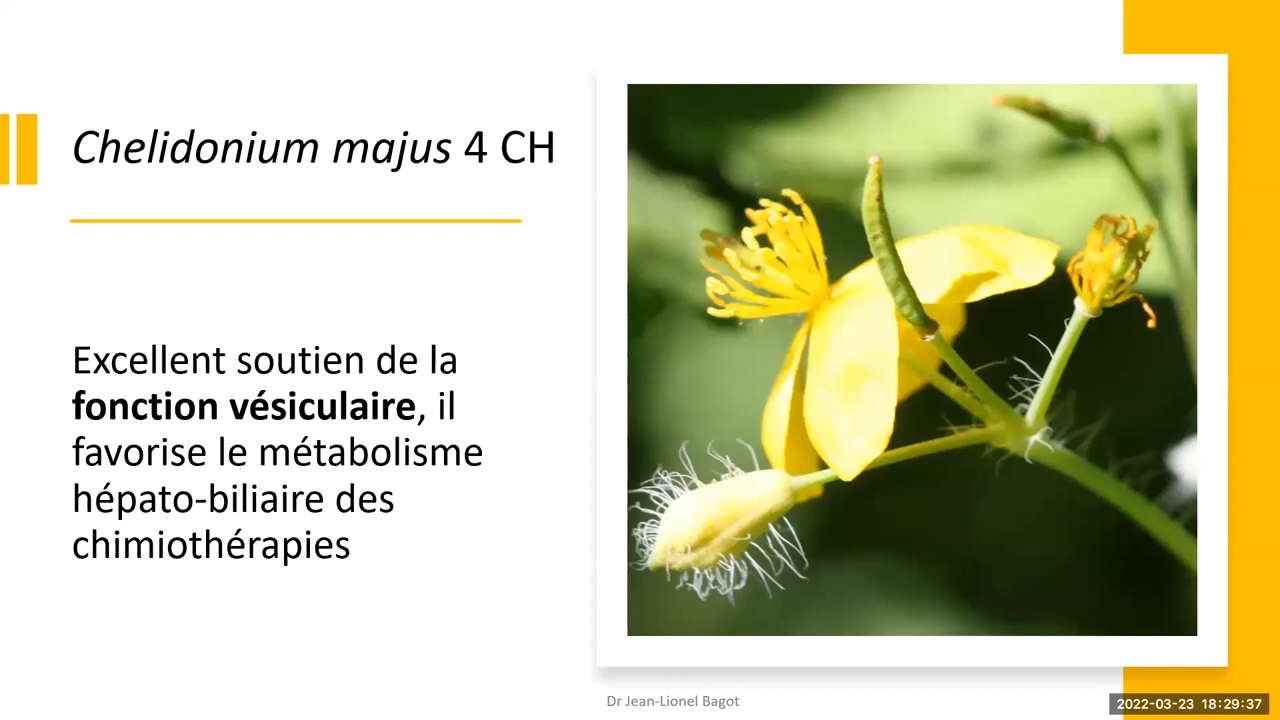 Chelidonium majus 4 CH
Excellent soutien de la
fonction vésiculaire, il
favorise le métabolisme
hépato-biliaire des
chimiothérapies
Dr Jean-Lionel Bagot
2022-03-23 18:29:37